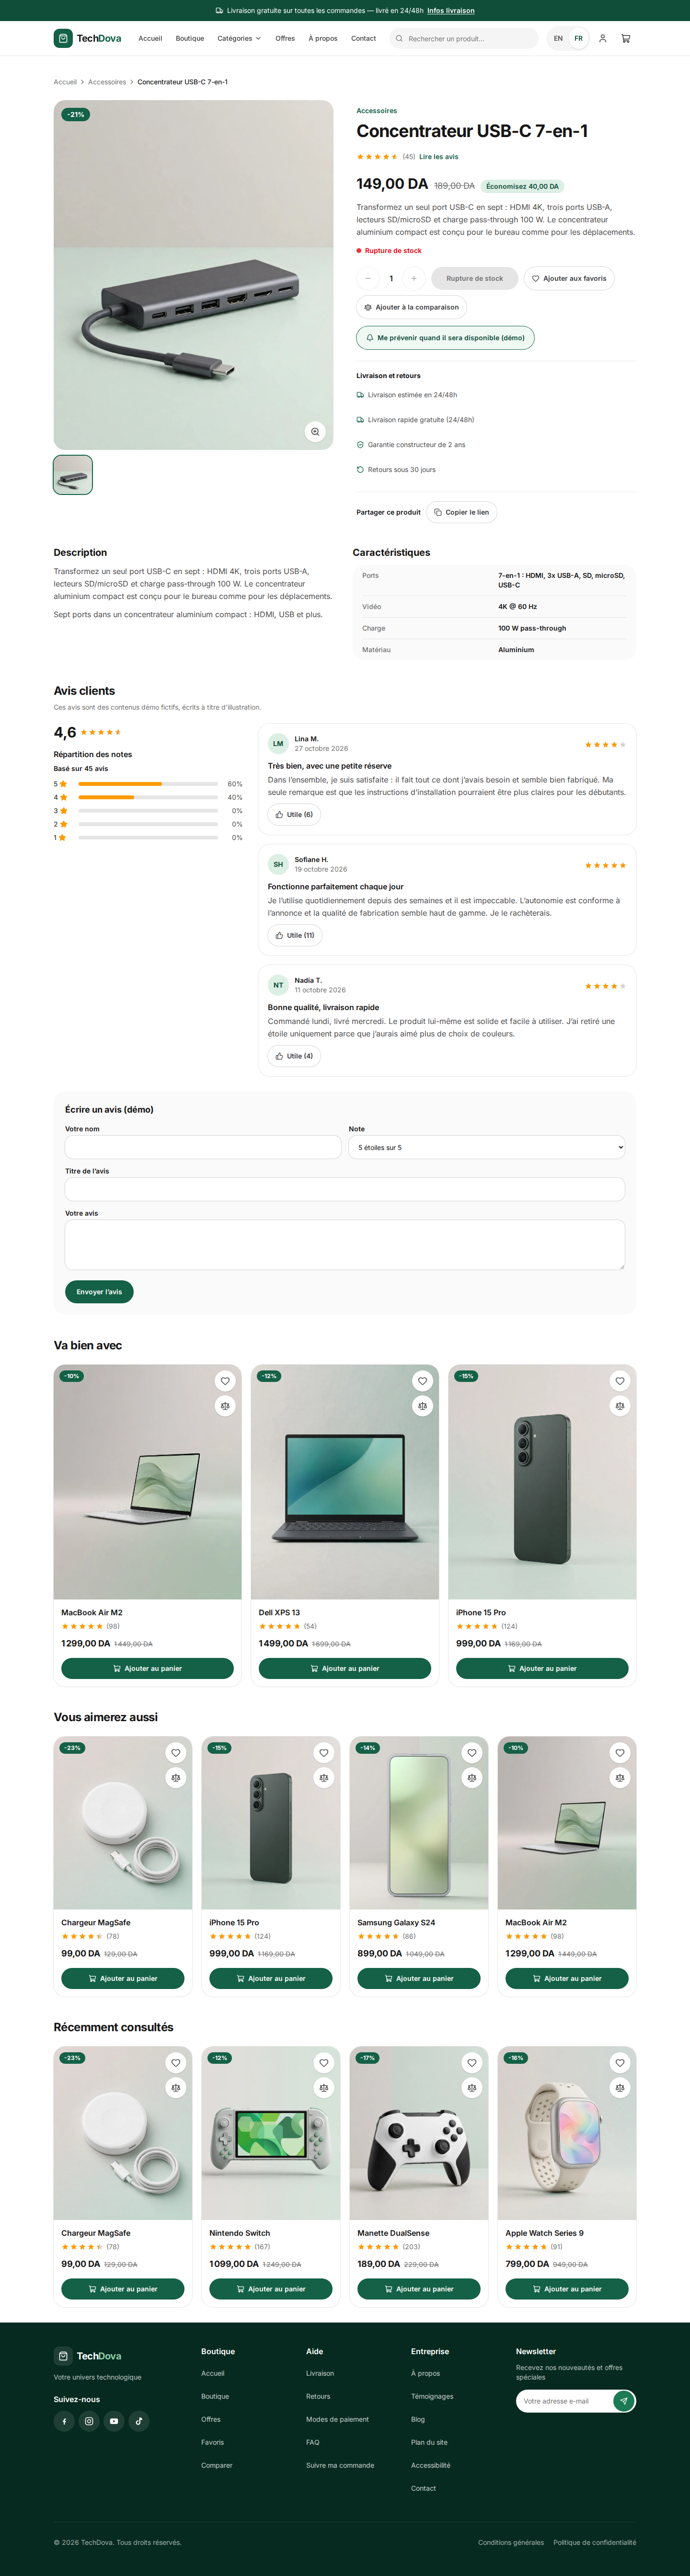 Livraison gratuite sur toutes les commandes — livré en 24/48h Infos livraison
TechDova
Accueil Boutique Catégories Offres À propos Contact
Rechercher un produit...
EN FR
Accueil > Accessoires > Concentrateur USB-C 7-en-1
-21%
Accessoires
Concentrateur USB-C 7-en-1
(45) Lire les avis
149,00 DA 189,00 DA Économisez 40,00 DA
Transformez un seul port USB-C en sept : HDMI 4K, trois ports USB-A,
lecteurs SD/microSD et charge pass-through 100 W. Le concentrateur
aluminium compact est conçu pour le bureau comme pour les déplacements.
Rupture de stock
− 1 + Rupture de stock Ajouter aux favoris
Ajouter à la comparaison
Me prévenir quand il sera disponible (démo)
Livraison et retours
Livraison estimée en 24/48h
Livraison rapide gratuite (24/48h)
Garantie constructeur de 2 ans
Retours sous 30 jours
Partager ce produit Copier le lien
Description
Transformez un seul port USB-C en sept : HDMI 4K, trois ports USB-A,
lecteurs SD/microSD et charge pass-through 100 W. Le concentrateur
aluminium compact est conçu pour le bureau comme pour les déplacements.
Sept ports dans un concentrateur aluminium compact : HDMI, USB et plus.
Caractéristiques
Ports 7-en-1 : HDMI, 3x USB-A, SD, microSD,
USB-C
Vidéo 4K @ 60 Hz
Charge 100 W pass-through
Matériau Aluminium
Avis clients
Ces avis sont des contenus démo fictifs, écrits à titre d’illustration.
4,6
Répartition des notes
Basé sur 45 avis
5 60%
4 40%
3 0%
2 0%
1 0%
LM Lina M.
27 octobre 2026
Très bien, avec une petite réserve
Dans l’ensemble, je suis satisfaite : il fait tout ce dont j’avais besoin et semble bien fabriqué. Ma
seule remarque est que les instructions d’installation pourraient être plus claires pour les débutants.
Utile (6)
SH Sofiane H.
19 octobre 2026
Fonctionne parfaitement chaque jour
Je l’utilise quotidiennement depuis des semaines et il est impeccable. L’autonomie est conforme à
l’annonce et la qualité de fabrication semble haut de gamme. Je le rachèterais.
Utile (11)
NT Nadia T.
11 octobre 2026
Bonne qualité, livraison rapide
Commandé lundi, livré mercredi. Le produit lui-même est solide et facile à utiliser. J’ai retiré une
étoile uniquement parce que j’aurais aimé plus de choix de couleurs.
Utile (4)
Écrire un avis (démo)
Votre nom Note
5 étoiles sur 5
Titre de l’avis
Votre avis
Envoyer l’avis
Va bien avec
-10% -12% -15%
MacBook Air M2 Dell XPS 13 iPhone 15 Pro
(98) (54) (124)
1 299,00 DA 1 449,00 DA 1 499,00 DA 1 699,00 DA 999,00 DA 1 169,00 DA
Ajouter au panier Ajouter au panier Ajouter au panier
Vous aimerez aussi
-23% -15% -14% -10%
Chargeur MagSafe iPhone 15 Pro Samsung Galaxy S24 MacBook Air M2
(78) (124) (86) (98)
99,00 DA 129,00 DA 999,00 DA 1 169,00 DA 899,00 DA 1 049,00 DA 1 299,00 DA 1 449,00 DA
Ajouter au panier Ajouter au panier Ajouter au panier Ajouter au panier
Récemment consultés
-23% -12% -17% -16%
Chargeur MagSafe Nintendo Switch Manette DualSense Apple Watch Series 9
(78) (167) (203) (91)
99,00 DA 129,00 DA 1 099,00 DA 1 249,00 DA 189,00 DA 229,00 DA 799,00 DA 949,00 DA
Ajouter au panier Ajouter au panier Ajouter au panier Ajouter au panier
TechDova
Votre univers technologique
Suivez-nous
Boutique
Accueil
Boutique
Offres
Favoris
Comparer
Aide
Livraison
Retours
Modes de paiement
FAQ
Suivre ma commande
Entreprise
À propos
Témoignages
Blog
Plan du site
Accessibilité
Contact
Newsletter
Recevez nos nouveautés et offres
spéciales
Votre adresse e-mail
© 2026 TechDova. Tous droits réservés.
Conditions générales Politique de confidentialité